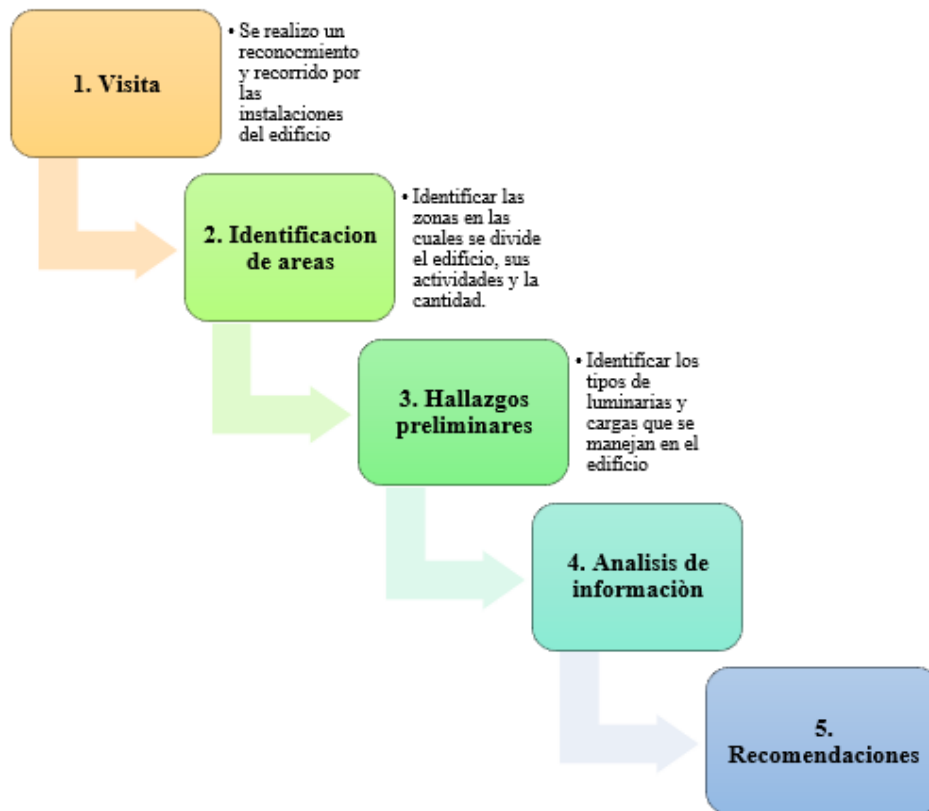 1. Visita
• Se realizo un
reconocmiento
y recorrido por
las
instalaciones
del edificio
2. Identificacion
de areas
• Identificar las
zonas en las
cuales se divide
el edificio, sus
actividades y la
cantidad.
3. Hallazgos
preliminares
• Identificar los
tipos de
luminarias y
cargas que se
manejan en el
edificio
4. Analisis de
informaciòn
5.
Recomendaciones